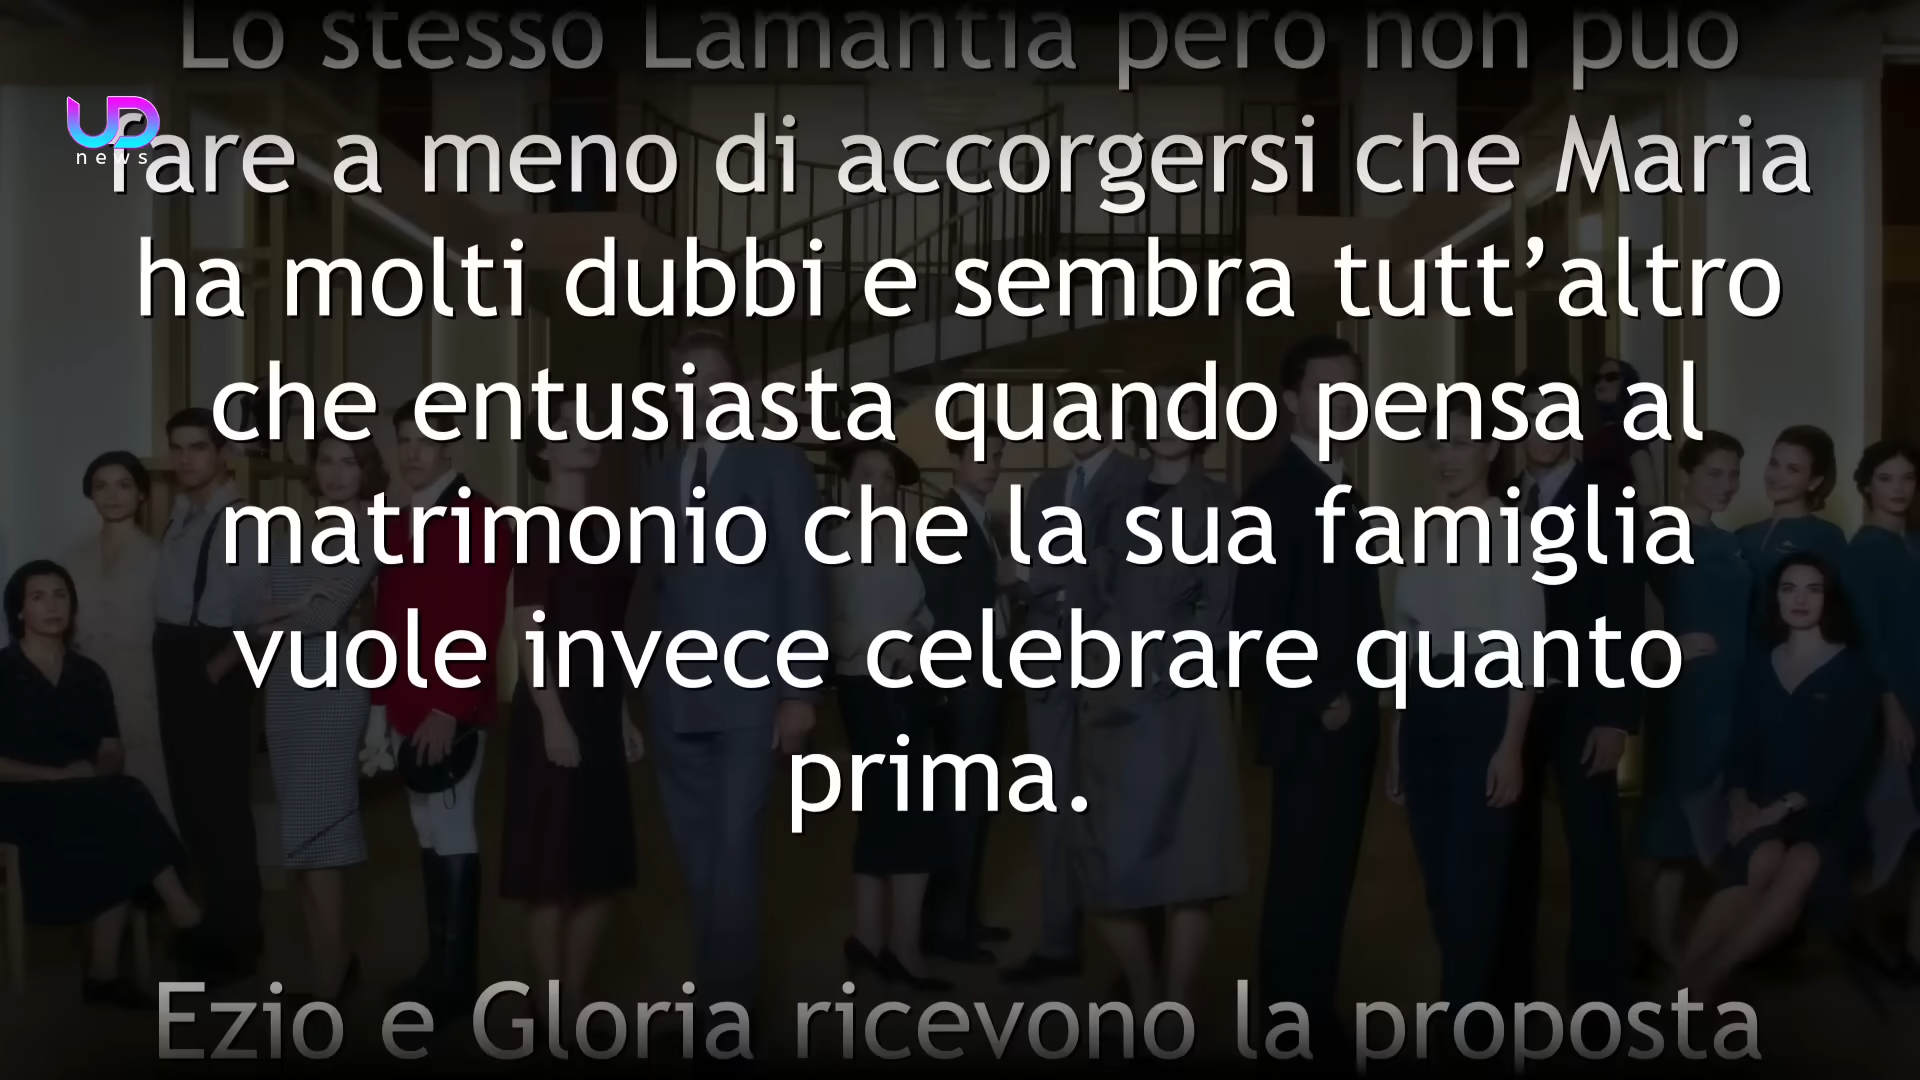 Lo stesso Lamantia però non può
UD
news
fare a meno di accorgersi che Maria
ha molti dubbi e sembra tutt’altro
che entusiasta quando pensa al
matrimonio che la sua famiglia
vuole invece celebrare quanto
prima.
Ezio e Gloria ricevono la proposta